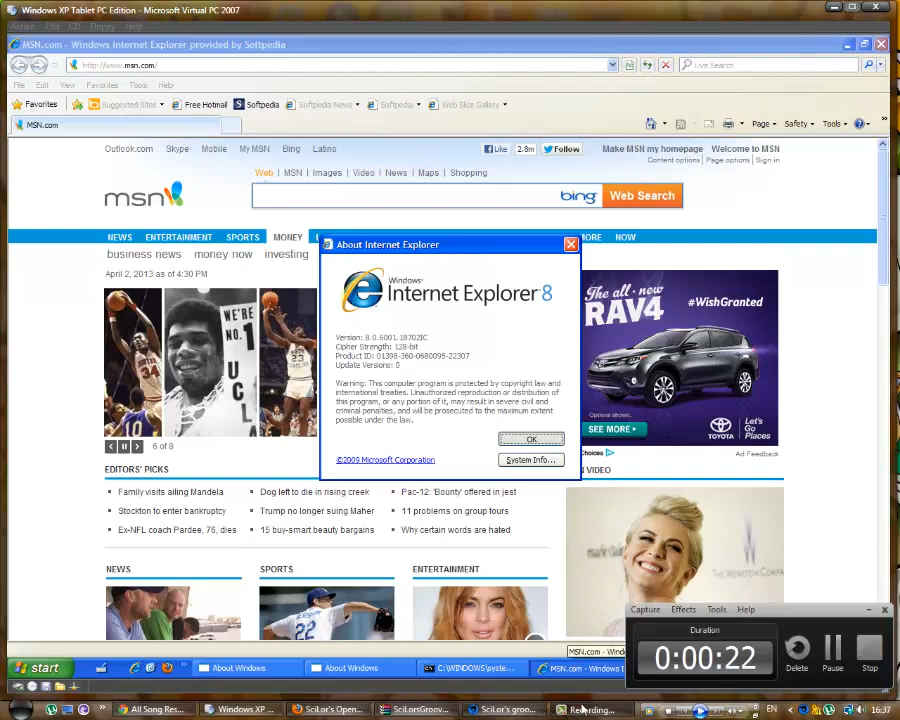 Windows XP Tablet PC Edition - Microsoft Virtual PC 2007
Action Edit CD Floppy Help
MSN.com - Windows Internet Explorer provided by Softpedia
http://www.msn.com/
Live Search
File Edit View Favorites Tools Help
Favorites Suggested Sites Free Hotmail Softpedia Softpedia News Softpedia Web Slice Gallery
MSN.com
Page Safety Tools
Outlook.com Skype Mobile My MSN Bing Latino
Like 2.8m Follow
Make MSN my homepage Welcome to MSN
Content options Page options Sign in
Web MSN Images Video News Maps Shopping
msn
bing Web Search
NEWS ENTERTAINMENT SPORTS MONEY MORE NOW
business news money now investing
April 2, 2013 as of 4:30 PM
About Internet Explorer
Windows
Internet Explorer 8
Version: 8.0.6001.18702IC
Cipher Strength: 128-bit
Product ID: 01398-360-0680095-22307
Update Versions: 0
Warning: This computer program is protected by copyright law and
international treaties. Unauthorized reproduction or distribution of
this program, or any portion of it, may result in severe civil and
criminal penalties, and will be prosecuted to the maximum extent
possible under the law.
OK
©2009 Microsoft Corporation
System Info...
34
10
WE'RE
NO.1
UCL
23
The all-new
RAV4
#WishGranted
Options shown.
SEE MORE
TOYOTA
Let's
Go
Places
Ad Feedback
6 of 8
EDITORS' PICKS
Family visits ailing Mandela
Dog left to die in rising creek
Pac-12: 'Bounty' offered in jest
Stockton to enter bankruptcy
Trump no longer suing Maher
11 problems on group tours
Ex-NFL coach Pardee, 76, dies
15 buy-smart beauty bargains
Why certain words are hated
VIDEO
NEWS
SPORTS
ENTERTAINMENT
22
Capture Effects Tools Help
Duration
0:00:22
Delete Pause Stop
start
About Windows
About Windows
C:\WINDOWS\syste...
MSN.com - Windows I
MSN.com - Wind
All Song Res...
Windows XP ...
SciLor's Open...
SciLorsGroov...
SciLor's groo...
Recording...
EN
16:37